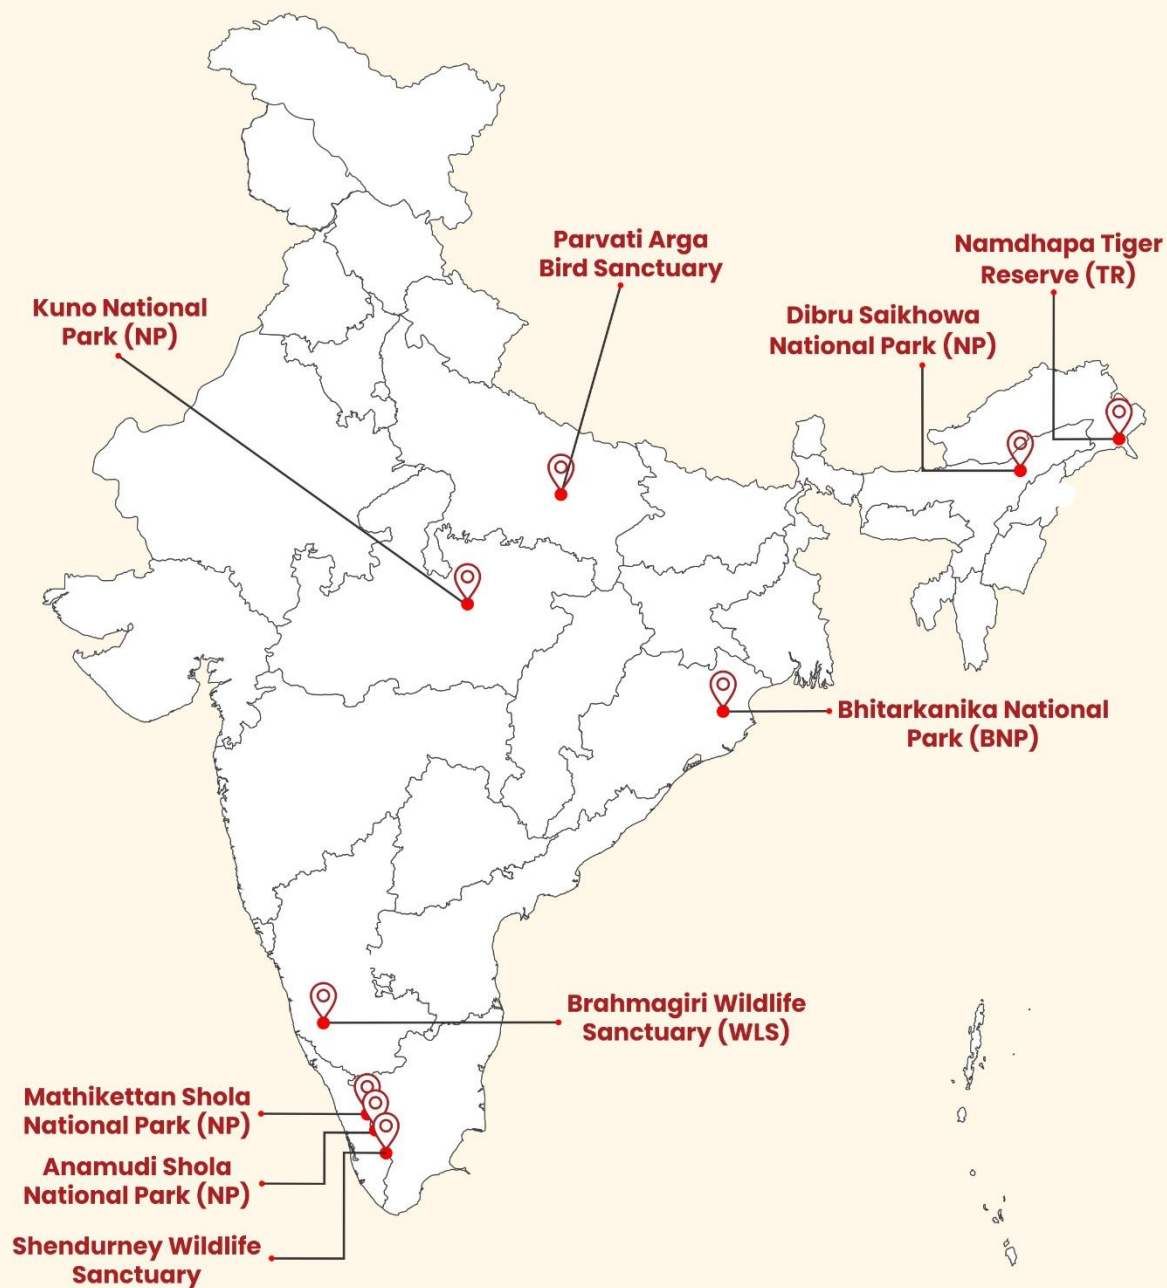 Parvati Arga
Bird Sanctuary
Namdhapa Tiger
Reserve (TR)
Kuno National
Park (NP)
Dibru Saikhowa
National Park (NP)
Bhitarkanika National
Park (BNP)
Brahmagiri Wildlife
Sanctuary (WLS)
Mathikettan Shola
National Park (NP)
Anamudi Shola
National Park (NP)
Shendurney Wildlife
Sanctuary